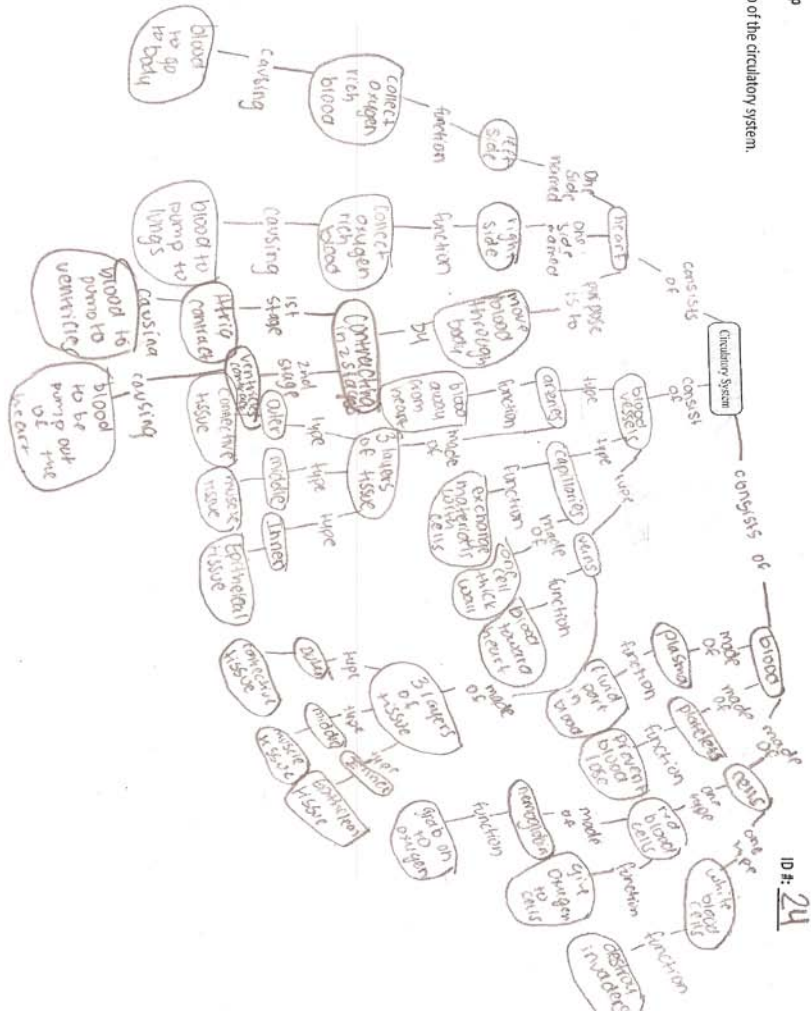 p
p of the circulatory system.
ID #: 24
Circulatory System
consists
of
heart
One
side
named
left
side
function
collect
oxygen
rich
blood
causing
blood
to go
to body
one
side
named
right
side
function
collect
oxygen
rich
blood
causing
blood to
pump to
lungs
purpose
is to
move
blood
through
body
by
contracting
in 2 stages
1st
stage
Atria
contract
causing
blood to
pump to
ventricles
2nd
stage
ventricles
contract
causing
blood
to be
pump out
of the
heart
consist
of
blood
vessels
type
function
blood
away
from
heart
made
of
3 layers
of tissue
type
outer
connective
tissue
type
middle
muscle
tissue
type
Inner
Epitheleal
tissue
type
capillaries
function
exchange
materials
with
cells
made
of
cell
thick
wall
type
veins
function
blood
toward
heart
made
of
3 layers
of
tissue
type
outer
connective
tissue
type
middle
muscle
tissue
type
inner
Epitheleal
tissue
consists of
blood
made
of
plasma
function
fluid
part
in
blood
made
of
platelets
function
prevent
blood
lose
made
of
cells
one
type
red
blood
cells
made
of
hemoglobin
function
grab on
to
oxygen
function
give
oxygen
to
cells
one
type
white
blood
cells
function
destroy
invaders